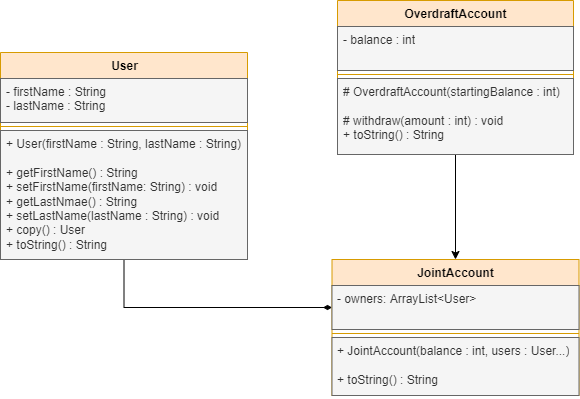 OverdraftAccount
- balance : int
# OverdraftAccount(startingBalance : int)
# withdraw(amount : int) : void
+ toString() : String
User
- firstName : String
- lastName : String
+ User(firstName : String, lastName : String)
+ getFirstName() : String
+ setFirstName(firstName: String) : void
+ getLastNmae() : String
+ setLastName(lastName : String) : void
+ copy() : User
+ toString() : String
JointAccount
- owners: ArrayList<User>
+ JointAccount(balance : int, users : User...)
+ toString() : String